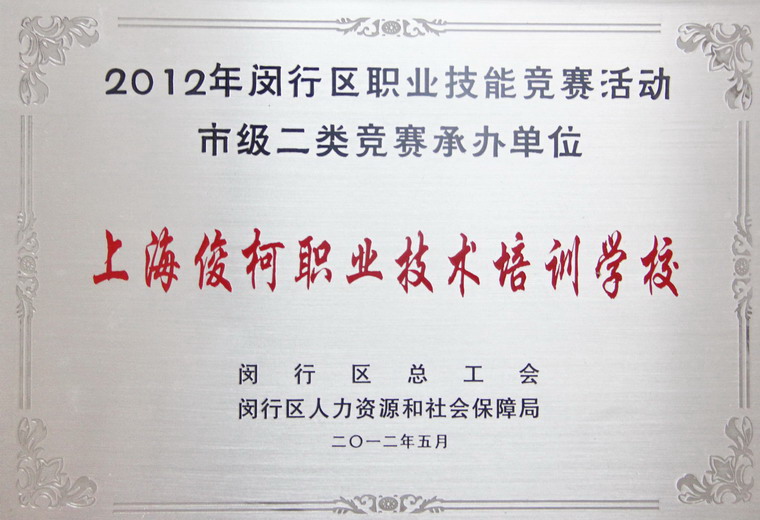 2012年闵行区职业技能竞赛活动
市级二类竞赛承办单位
上海俊柯职业技术培训学校
闵行区总工会
闵行区人力资源和社会保障局
二〇一二年五月